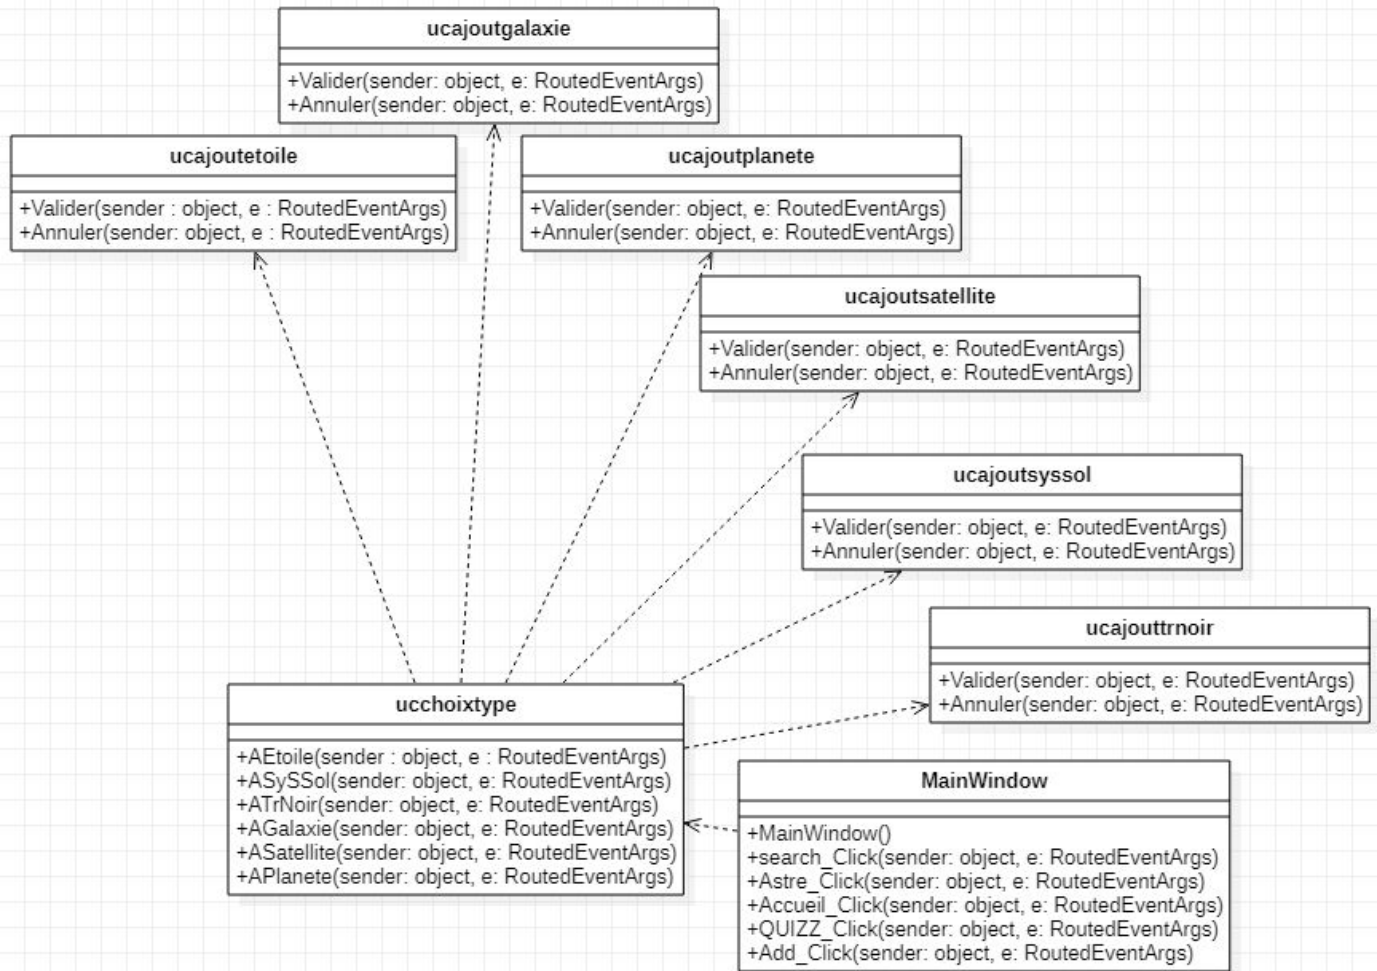 ucajoutgalaxie
+Valider(sender: object, e: RoutedEventArgs)
+Annuler(sender: object, e: RoutedEventArgs)
ucajoutetoile
+Valider(sender : object, e : RoutedEventArgs)
+Annuler(sender: object, e : RoutedEventArgs)
ucajoutplanete
+Valider(sender: object, e: RoutedEventArgs)
+Annuler(sender: object, e: RoutedEventArgs)
ucajoutsatellite
+Valider(sender: object, e: RoutedEventArgs)
+Annuler(sender: object, e: RoutedEventArgs)
ucajoutsyssol
+Valider(sender: object, e: RoutedEventArgs)
+Annuler(sender: object, e: RoutedEventArgs)
ucajouttrnoir
+Valider(sender: object, e: RoutedEventArgs)
+Annuler(sender: object, e: RoutedEventArgs)
ucchoixtype
+AEtoile(sender : object, e : RoutedEventArgs)
+ASySSol(sender: object, e: RoutedEventArgs)
+ATrNoir(sender: object, e: RoutedEventArgs)
+AGalaxie(sender: object, e: RoutedEventArgs)
+ASatellite(sender: object, e: RoutedEventArgs)
+APlanete(sender: object, e: RoutedEventArgs)
MainWindow
+MainWindow()
+search_Click(sender: object, e: RoutedEventArgs)
+Astre_Click(sender: object, e: RoutedEventArgs)
+Accueil_Click(sender: object, e: RoutedEventArgs)
+QUIZZ_Click(sender: object, e: RoutedEventArgs)
+Add_Click(sender: object, e: RoutedEventArgs)